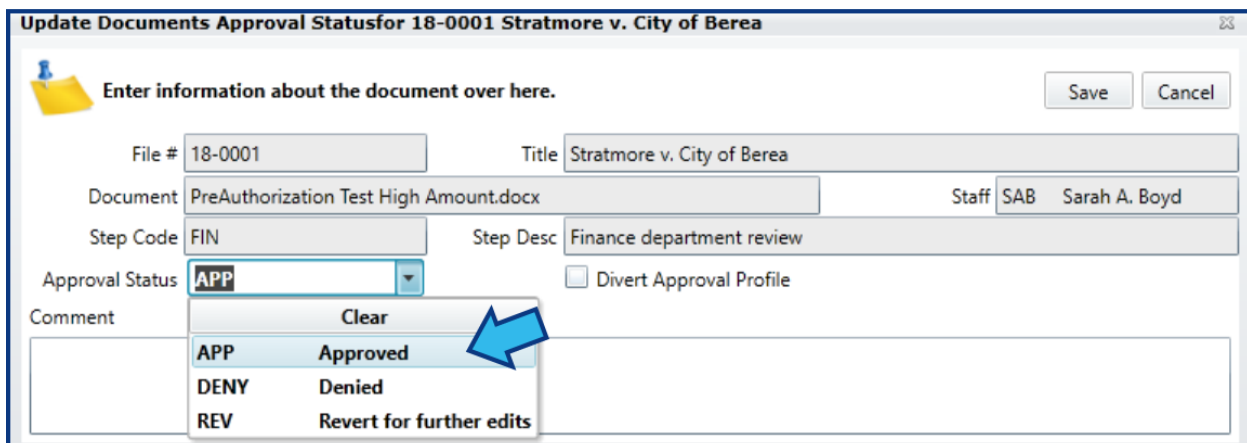 Update Documents Approval Statusfor 18-0001 Stratmore v. City of Berea
Enter information about the document over here.
Save Cancel
File # 18-0001 Title Stratmore v. City of Berea
Document PreAuthorization Test High Amount.docx Staff SAB Sarah A. Boyd
Step Code FIN Step Desc Finance department review
Approval Status APP Divert Approval Profile
Comment Clear
APP Approved
DENY Denied
REV Revert for further edits